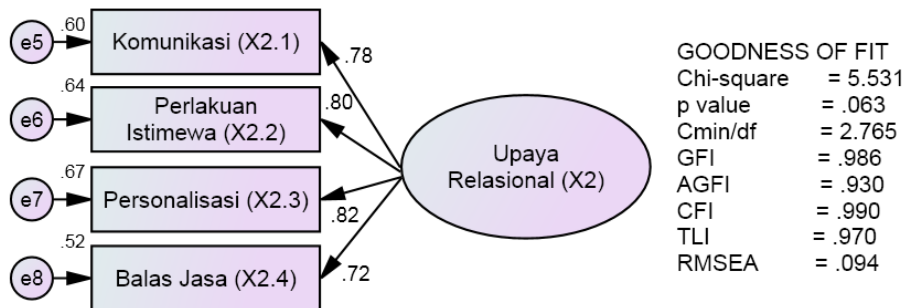 .60
e5
Komunikasi (X2.1)
.78
.64
e6
Perlakuan
Istimewa (X2.2)
.80
.67
e7
Personalisasi (X2.3)
.82
.52
e8
Balas Jasa (X2.4)
.72
Upaya
Relasional (X2)
GOODNESS OF FIT
Chi-square = 5.531
p value = .063
Cmin/df = 2.765
GFI = .986
AGFI = .930
CFI = .990
TLI = .970
RMSEA = .094